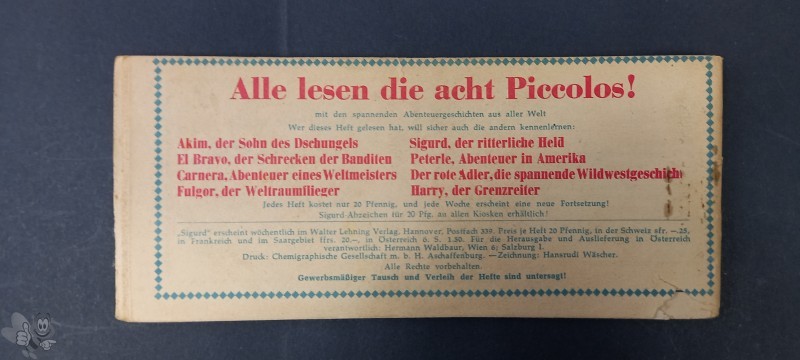 Alle lesen die acht Piccolos!
mit den spannenden Abenteuergeschichten aus aller Welt
Wer dieses Heft gelesen hat, will sicher auch die andern kennenlernen:
Akim, der Sohn des Dschungels
El Bravo, der Schrecken der Banditen
Carnera, Abenteuer eines Weltmeisters
Fulgor, der Weltraumflieger
Sigurd, der ritterliche Held
Peterle, Abenteuer in Amerika
Der rote Adler, die spannende Wildwestgeschicht
Harry, der Grenzreiter
Jedes Heft kostet nur 20 Pfennig, und jede Woche erscheint eine neue Fortsetzung!
Sigurd-Abzeichen für 20 Pfg. an allen Kiosken erhältlich!
„Sigurd" erscheint wöchentlich im Walter Lehning Verlag, Hannover, Postfach 339. Preis je Heft 20 Pfennig, in der Schweiz sfr. —.25,
in Frankreich und im Saargebiet ffrs. 20.—, in Österreich ö. S. 1.50. Für die Herausgabe und Auslieferung in Österreich
verantwortlich: Hermann Waldbaur, Wien 6; Salzburg 1.
Druck: Chemigraphische Gesellschaft m. b. H. Aschaffenburg. — Zeichnung: Hansrudi Wäscher.
Alle Rechte vorbehalten.
Gewerbsmäßiger Tausch und Verleih der Hefte sind untersagt!